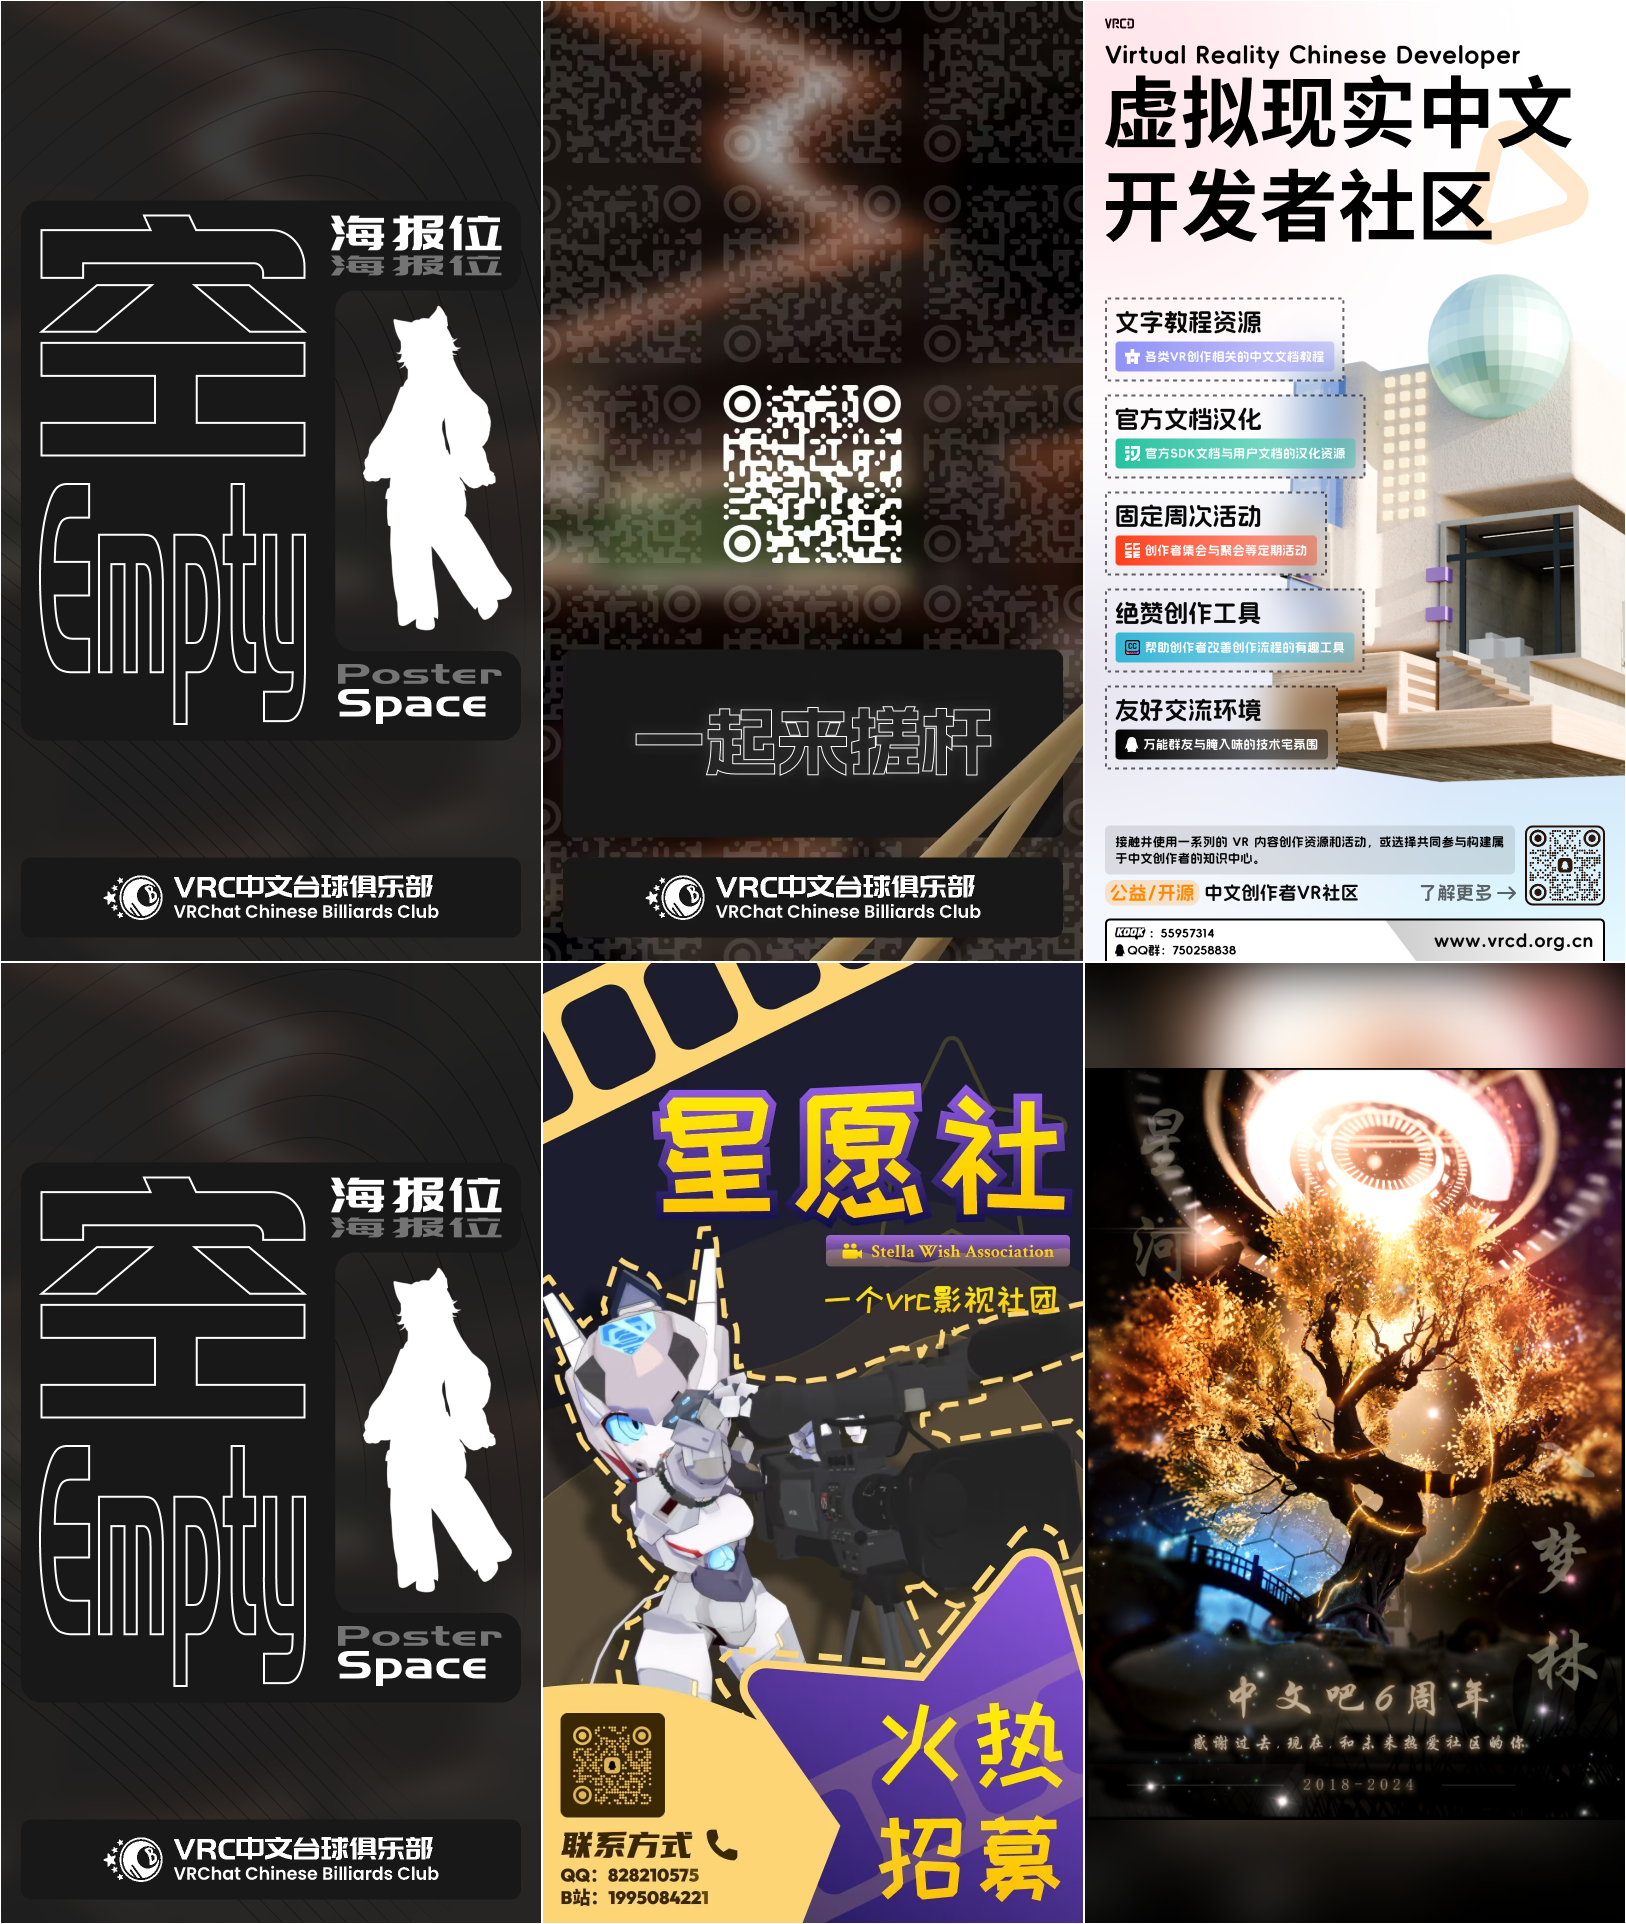 空
Empty
海报位
海报位
Poster
Space
VRC中文台球俱乐部
VRChat Chinese Billiards Club
一起来搓杆
VRC中文台球俱乐部
VRChat Chinese Billiards Club
VRCD
Virtual Reality Chinese Developer
虚拟现实中文
开发者社区
文字教程资源
各类VR创作相关的中文文档教程
官方文档汉化
官方SDK文档与用户文档的汉化资源
固定周次活动
创作者集会与聚会等定期活动
绝赞创作工具
帮助创作者改善创作流程的有趣工具
友好交流环境
万能群友与腌入味的技术宅氛围
接触并使用一系列的 VR 内容创作资源和活动，或选择共同参与构建属
于中文创作者的知识中心。
公益/开源 中文创作者VR社区
了解更多→
KOOK：55957314
QQ群：750258838
www.vrcd.org.cn
空
Empty
海报位
海报位
Poster
Space
VRC中文台球俱乐部
VRChat Chinese Billiards Club
星愿社
Stella Wish Association
一个vrc影视社团
火热
招募
联系方式
QQ：828210575
B站：1995084221
星河
入梦林
中文吧6周年
感谢过去,现在,和未来热爱社区的你
2018-2024